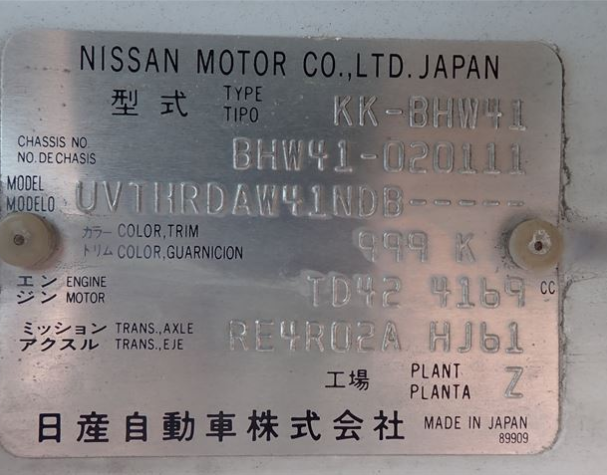 NISSAN MOTOR CO.,LTD. JAPAN
型式 TYPE TIPO KK-BHW41
CHASSIS NO NO. DE CHASIS BHW41-020111
MODEL MODELO UVTHRDAW41NDB-----
カラー COLOR, TRIM
トリム COLOR, GUARNICION 999 K
エンジン ENGINE MOTOR TD42 4169 CC
ミッション TRANS., AXLE
アクスル TRANS., EJE RE4R02A HJ61
工場 PLANT PLANTA Z
日産自動車株式会社 MADE IN JAPAN
89909